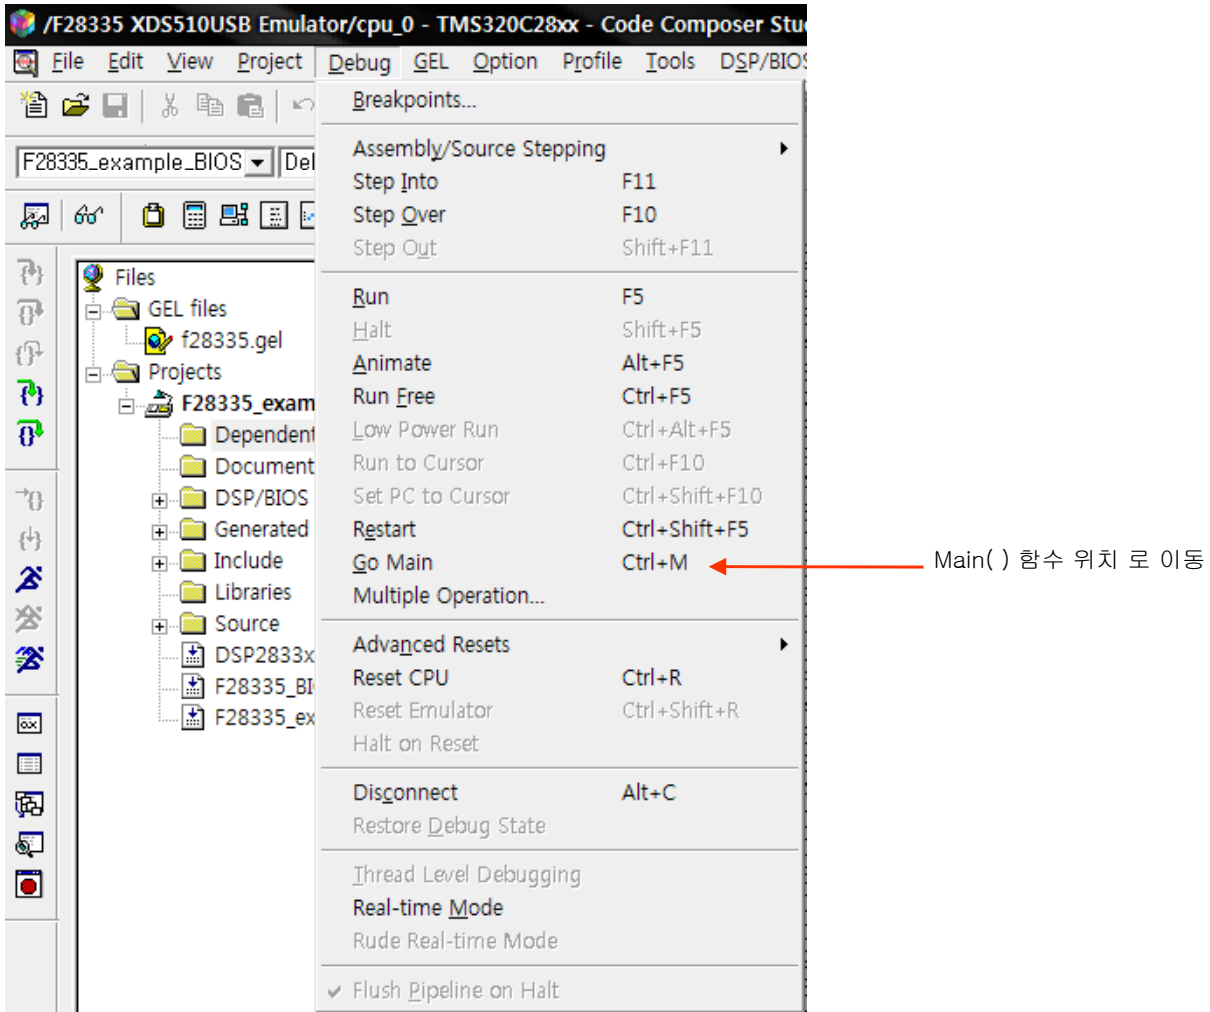 /F28335 XDS510USB Emulator/cpu_0 - TMS320C28xx - Code Composer Stu
File Edit View Project Debug GEL Option Profile Tools DSP/BIOS
F28335_example_BIOS Del
Files
GEL files
f28335.gel
Projects
F28335_exam
Dependent
Document
DSP/BIOS
Generated
Include
Libraries
Source
DSP2833x
F28335_BI
F28335_ex
Breakpoints...
Assembly/Source Stepping
Step Into F11
Step Over F10
Step Out Shift+F11
Run F5
Halt Shift+F5
Animate Alt+F5
Run Free Ctrl+F5
Low Power Run Ctrl+Alt+F5
Run to Cursor Ctrl+F10
Set PC to Cursor Ctrl+Shift+F10
Restart Ctrl+Shift+F5
Go Main Ctrl+M
Multiple Operation...
Advanced Resets
Reset CPU Ctrl+R
Reset Emulator Ctrl+Shift+R
Halt on Reset
Disconnect Alt+C
Restore Debug State
Thread Level Debugging
Real-time Mode
Rude Real-time Mode
Flush Pipeline on Halt
Main( ) 함수 위치 로 이동